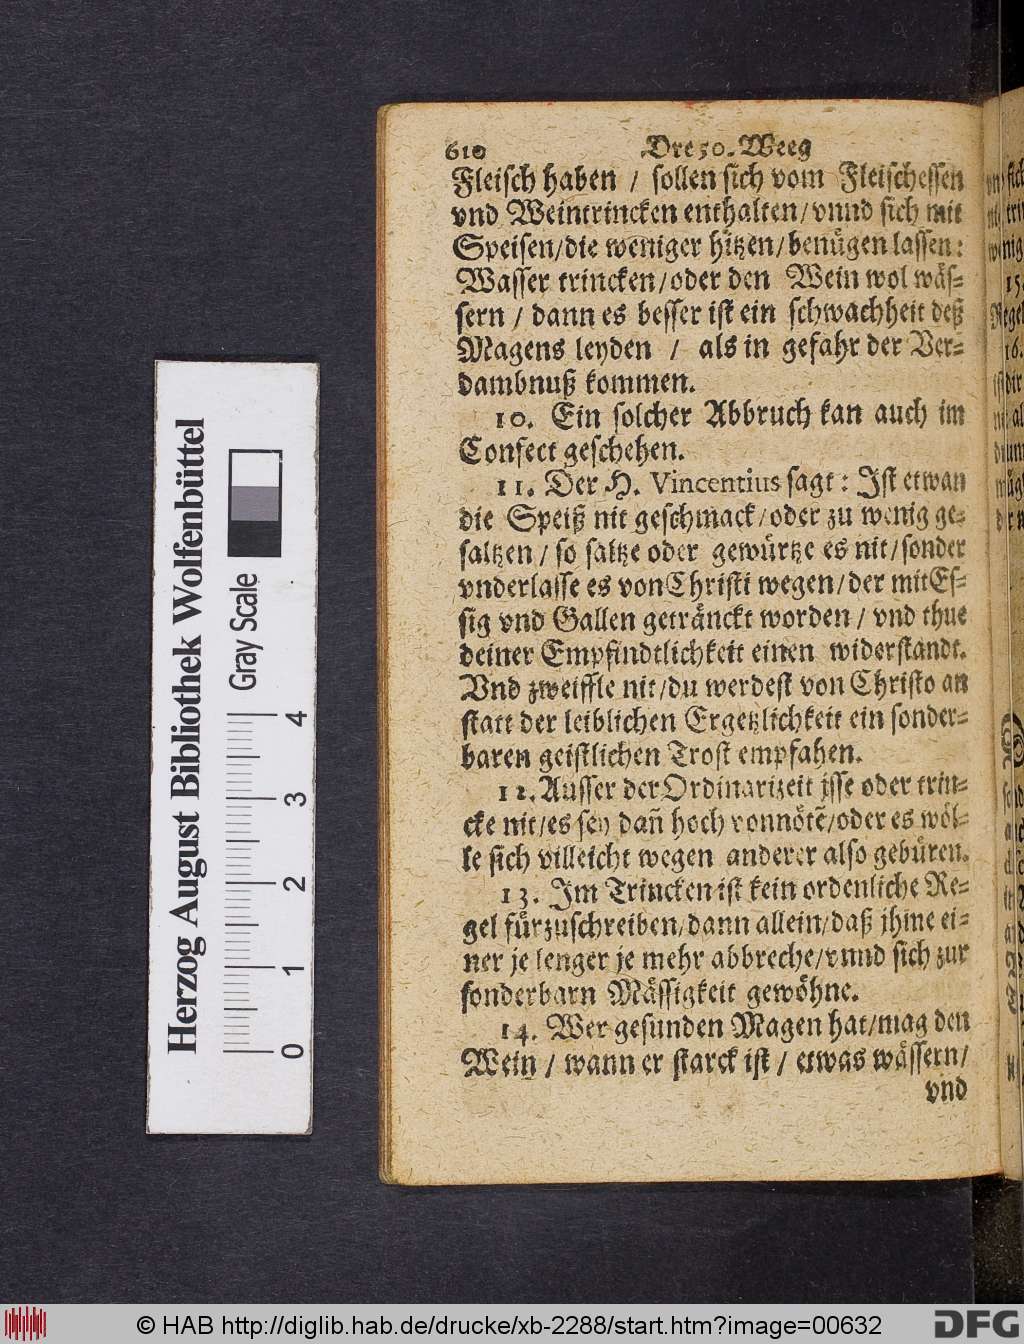 610 Dreÿ0. Weeg
Fleisch haben / sollen sich vom Fleischessen
vnd Weintrincken enthalten/vnnd sich mit
Speisen/die weniger hitzen/benügen lassen:
Wasser trincken/oder den Wein wol wäs-
sern / dann es besser ist ein schwachheit deß
Magens leyden / als in gefahr der Ver-
dambnuß kommen.
10. Ein solcher Abbruch kan auch im
Confect geschehen.
11. Der H. Vincentius sagt: Ist etwan
die Speiß nit geschmack/oder zu wenig ge-
saltzen/ so saltze oder gewürtze es nit/sonder
vnderlasse es von Christi wegen/der mit Es-
sig vnd Gallen getränckt worden / vnd thue
deiner Empfindtlichkeit einen widerstandt.
Vnd zweiffle nit/du werdest von Christo an
statt der leiblichen Ergetzlichkeit ein sonder-
baren geistlichen Trost empfahen.
12. Ausser der Ordinarizeit jsse oder trin-
cke nit/es sey dañ hoch vonnötẽ/oder es wöl-
le sich villeicht wegen anderer also gebüren.
13. Im Trincken ist kein ordenliche Re-
gel fürzuschreiben/dann allein/daß jhme ei-
ner je lenger je mehr abbreche/vnnd sich zur
sonderbarn Mässigkeit gewöhne.
14. Wer gesunden Magen hat/mag den
Wein / wann er starck ist / etwas wässern/
vnd
Herzog August Bibliothek Wolfenbüttel
Gray Scale
0 1 2 3 4
© HAB http://diglib.hab.de/drucke/xb-2288/start.htm?image=00632
DFG